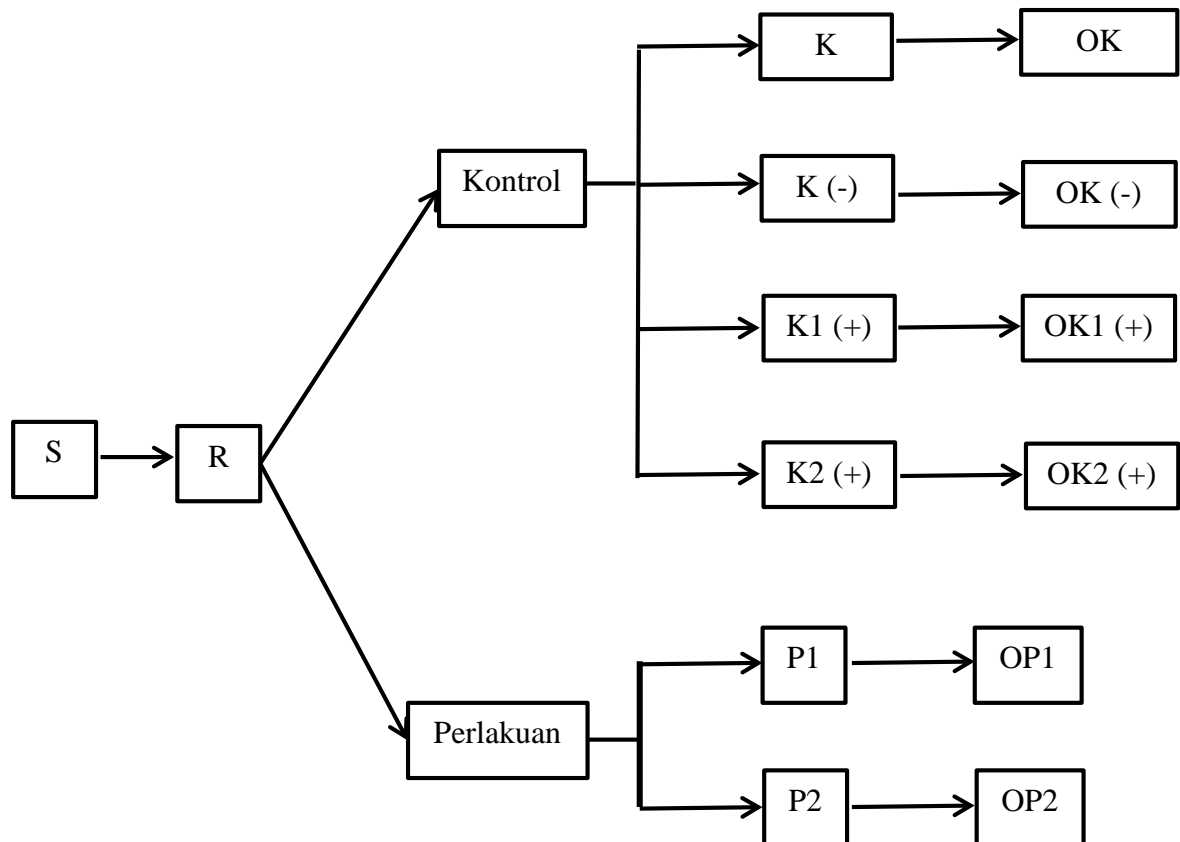 K
OK
Kontrol
K (-)
OK (-)
K1 (+)
OK1 (+)
S
R
K2 (+)
OK2 (+)
P1
OP1
Perlakuan
P2
OP2